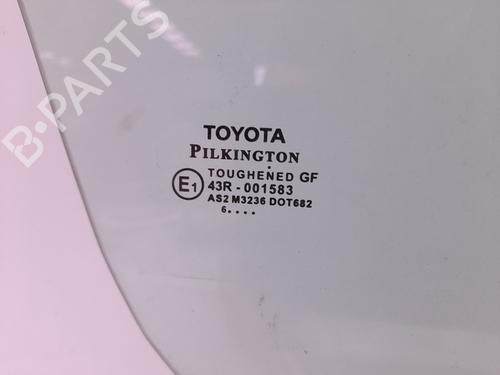 B-PARTS
TOYOTA
PILKINGTON
TOUGHENED GF
E1 43R - 001583
AS2 M3236 DOT682
6....